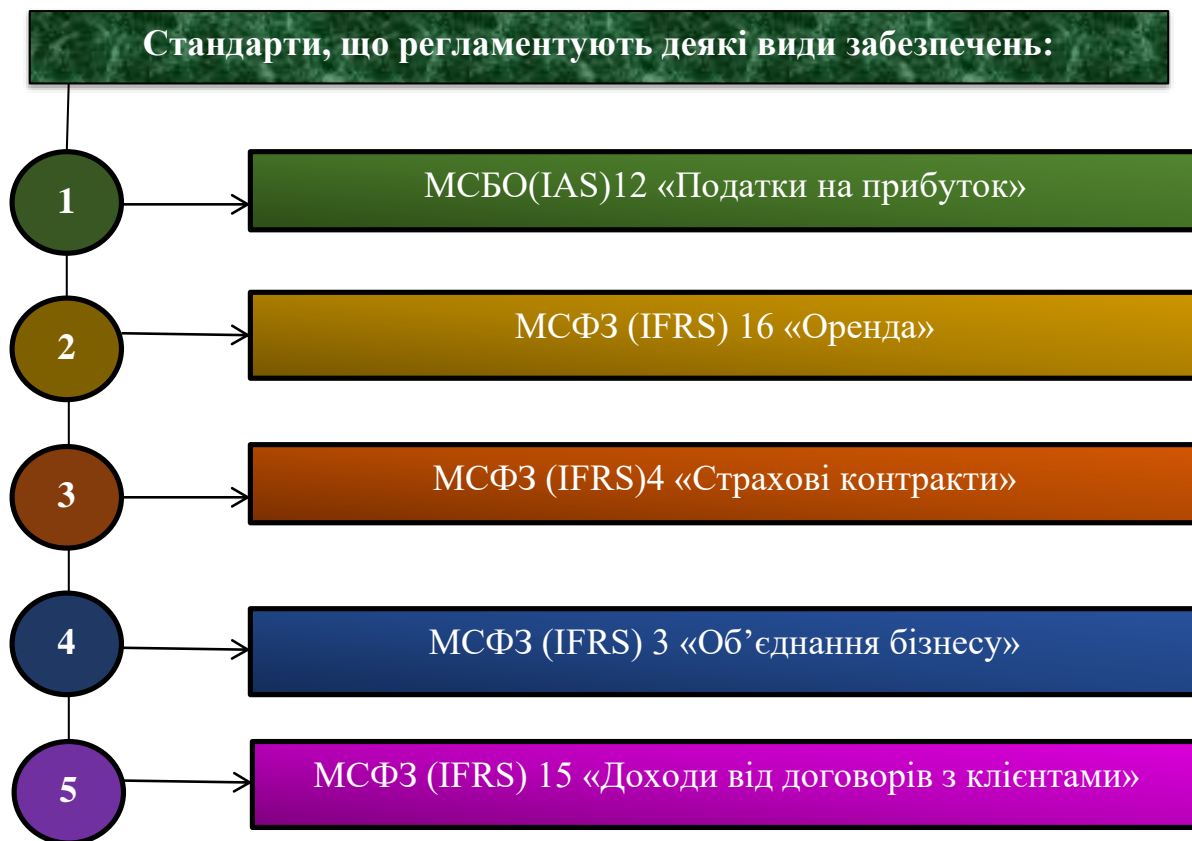 Стандарти, що регламентують деякі види забезпечень:
1
МСБО(IAS)12 «Податки на прибуток»
2
МСФЗ (IFRS) 16 «Оренда»
3
МСФЗ (IFRS)4 «Страхові контракти»
4
МСФЗ (IFRS) 3 «Об’єднання бізнесу»
5
МСФЗ (IFRS) 15 «Доходи від договорів з клієнтами»